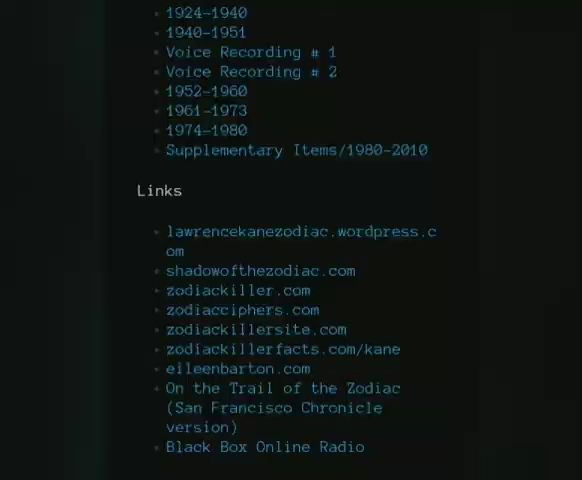 1924-1940
1940-1951
Voice Recording # 1
Voice Recording # 2
1952-1960
1961-1973
1974-1980
Supplementary Items/1980-2010
Links
lawrencekanezodiac.wordpress.c
om
shadowofthezodiac.com
zodiackiller.com
zodiacciphers.com
zodiackillersite.com
zodiackillerfacts.com/kane
eileenbarton.com
On the Trail of the Zodiac
(San Francisco Chronicle
version)
Black Box Online Radio